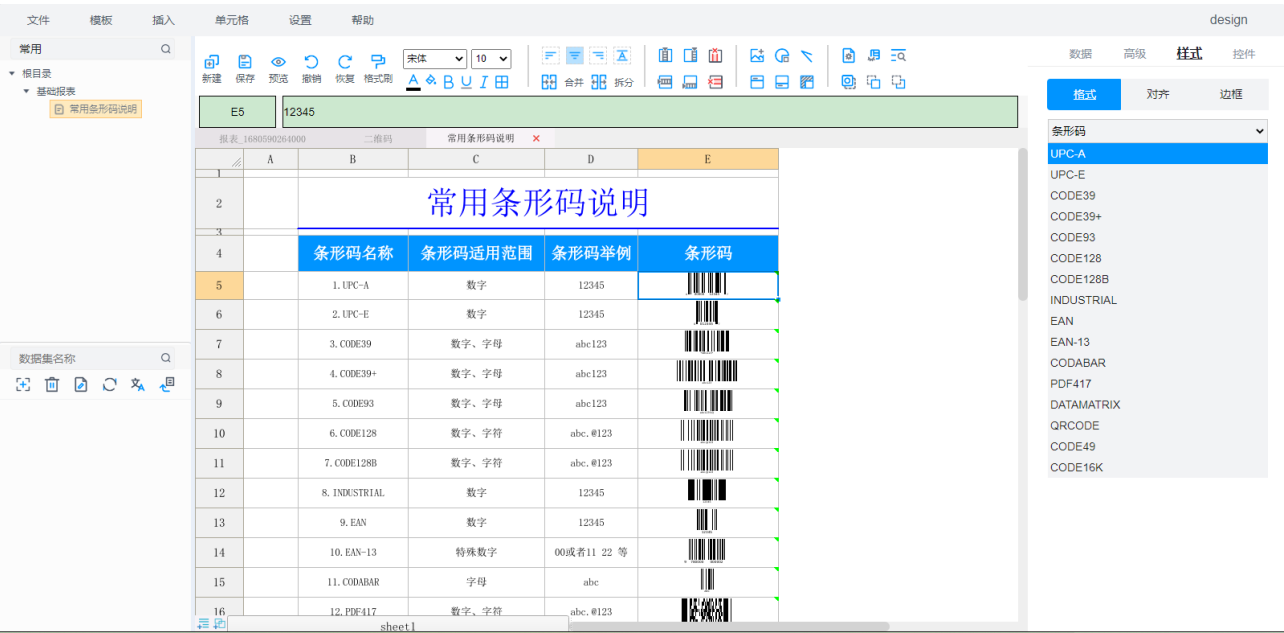 文件 模板 插入 单元格 设置 帮助 design
常用
根目录
基础报表
常用条形码说明
新建 保存 预览 撤销 恢复 格式刷
宋体 10
A B U I A
合并 拆分
E5 12345
报表_1680590264000 二维码 常用条形码说明 ×
A B C D E
1
2 常用条形码说明
3
4 条形码名称 条形码适用范围 条形码举例 条形码
5 1.UPC-A 数字 12345
6 2.UPC-E 数字 12345
7 3.CODE39 数字、字母 abc123
8 4.CODE39+ 数字、字母 abc123
9 5.CODE93 数字、字母 abc123
10 6.CODE128 数字、字符 abc.@123
11 7.CODE128B 数字、字符 abc.@123
12 8.INDUSTRIAL 数字 12345
13 9.EAN 数字 12345
14 10.EAN-13 特殊数字 00或者11 22 等
15 11.CODABAR 字母 abc
16 12.PDF417 数字、字符 abc.@123
sheet1
数据集名称
数据 高级 样式 控件
格式 对齐 边框
条形码
UPC-A
UPC-E
CODE39
CODE39+
CODE93
CODE128
CODE128B
INDUSTRIAL
EAN
EAN-13
CODABAR
PDF417
DATAMATRIX
QRCODE
CODE49
CODE16K